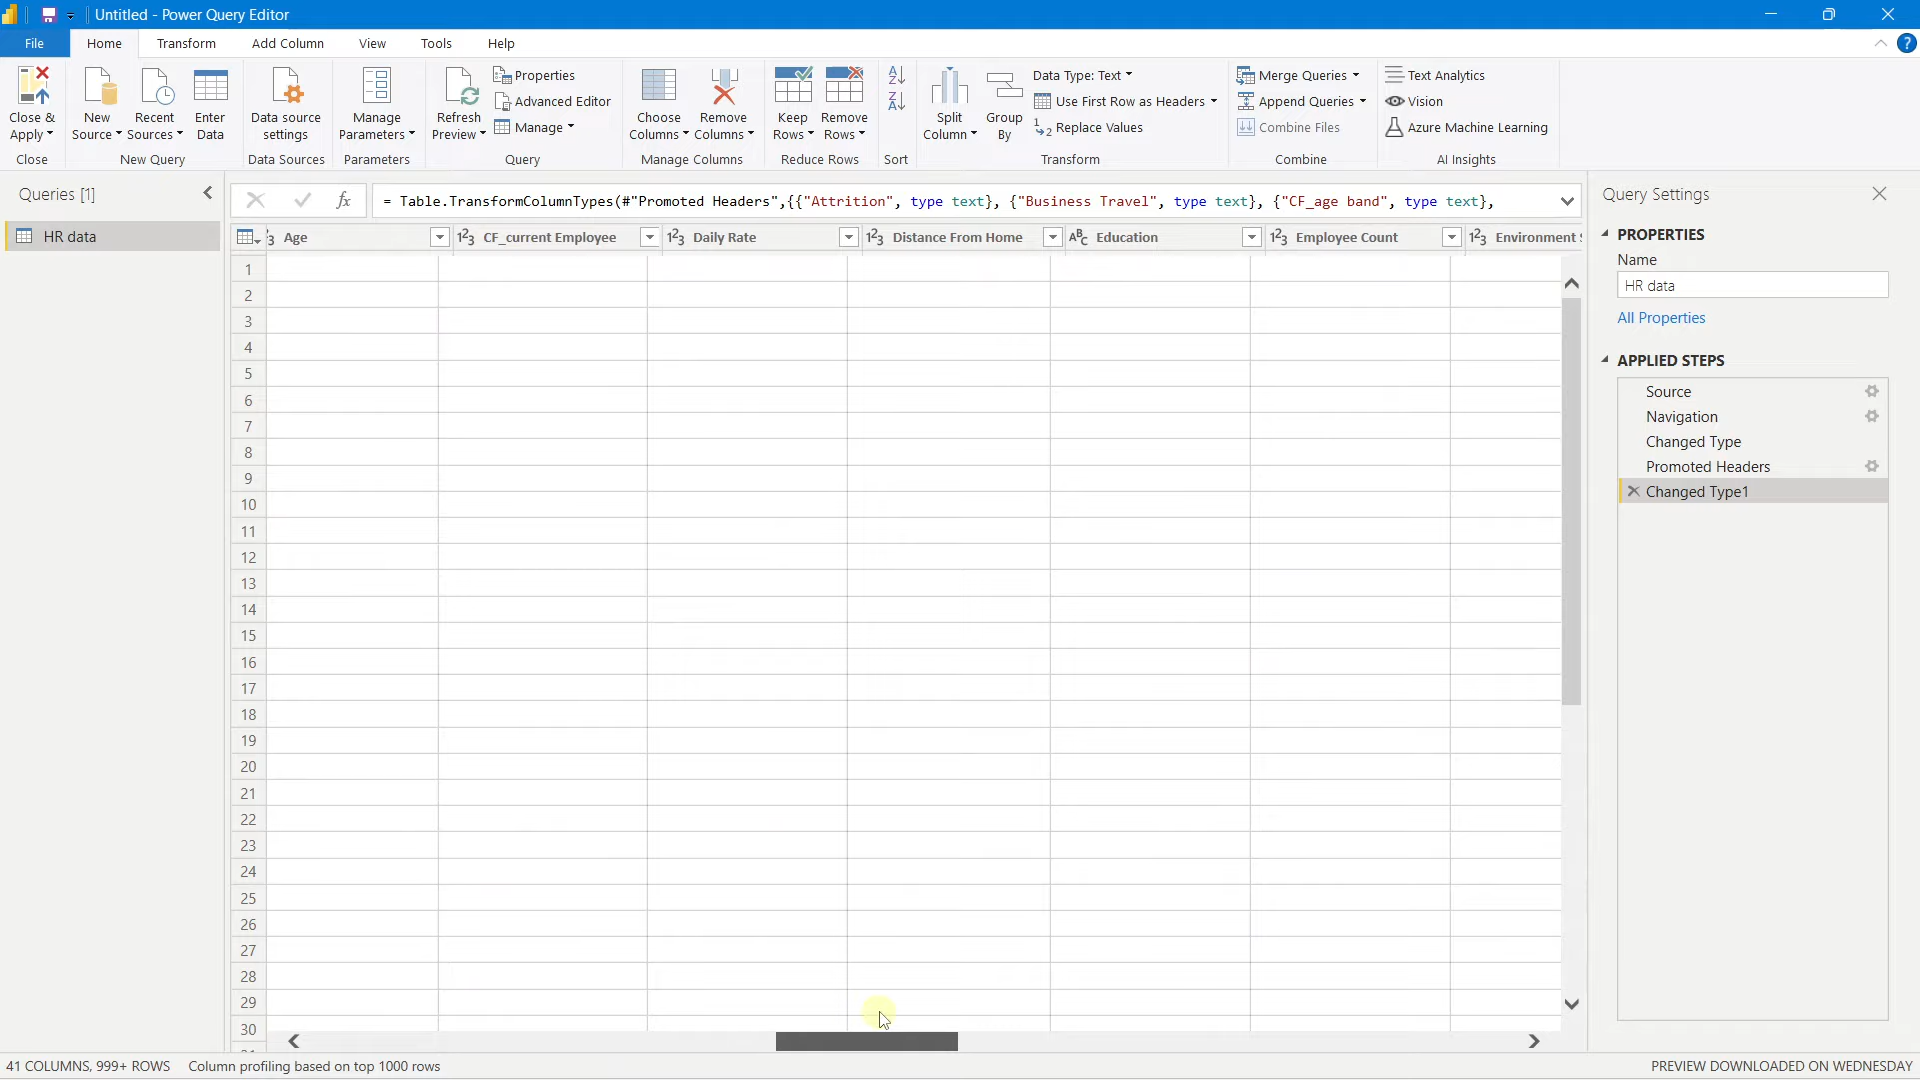 Untitled - Power Query Editor
File Home Transform Add Column View Tools Help
Close & Apply
New Source
Recent Sources
Enter Data
Data source settings
Manage Parameters
Refresh Preview
Properties
Advanced Editor
Manage
Choose Columns
Remove Columns
Keep Rows
Remove Rows
Split Column
Group By
Data Type: Text
Use First Row as Headers
Replace Values
Merge Queries
Append Queries
Combine Files
Text Analytics
Vision
Azure Machine Learning
Close New Query Data Sources Parameters Query Manage Columns Reduce Rows Sort Transform Combine AI Insights
Queries [1]
HR data
fx = Table.TransformColumnTypes(#"Promoted Headers",{{"Attrition", type text}, {"Business Travel", type text}, {"CF_age band", type text},
Age 123 CF_current Employee 123 Daily Rate 123 Distance From Home ABC Education 123 Employee Count 123 Environment S
1
2
3
4
5
6
7
8
9
10
11
12
13
14
15
16
17
18
19
20
21
22
23
24
25
26
27
28
29
30
Query Settings
PROPERTIES
Name
HR data
All Properties
APPLIED STEPS
Source
Navigation
Changed Type
Promoted Headers
Changed Type1
41 COLUMNS, 999+ ROWS Column profiling based on top 1000 rows
PREVIEW DOWNLOADED ON WEDNESDAY